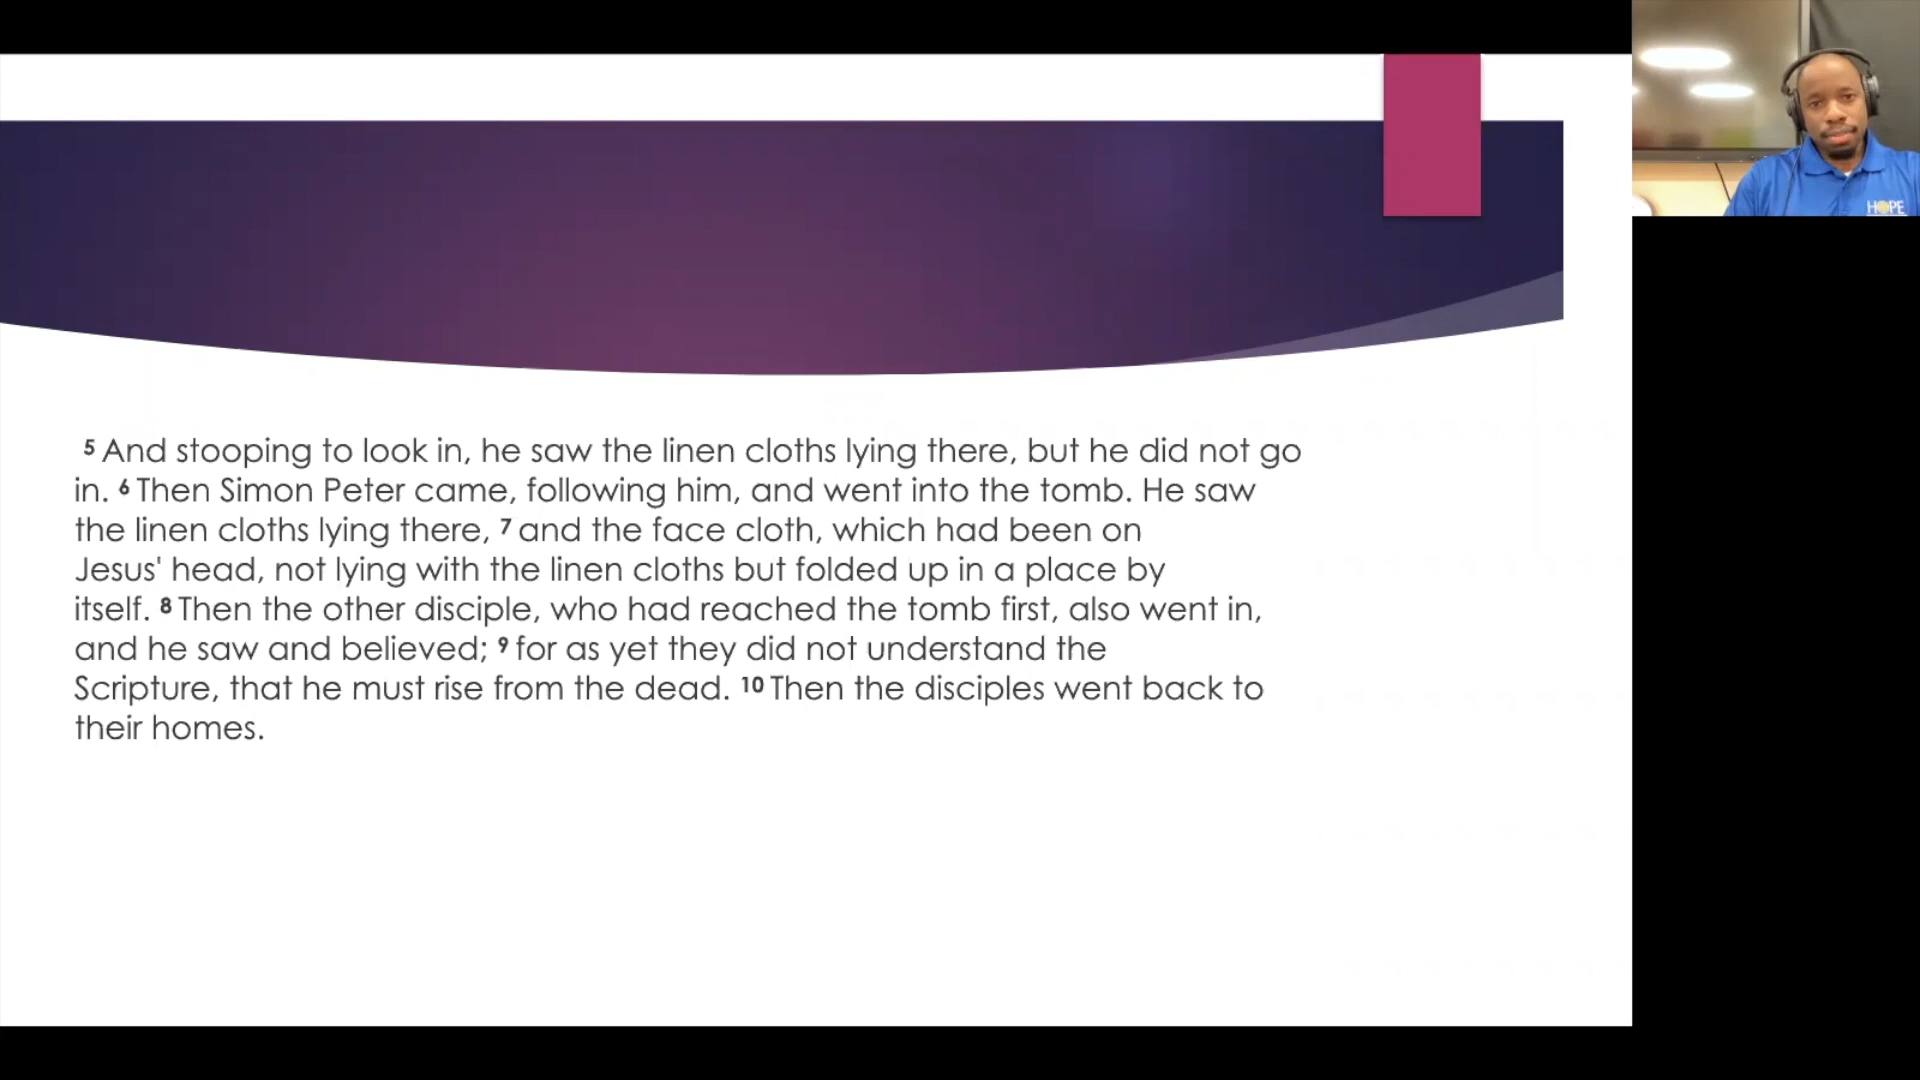 5 And stooping to look in, he saw the linen cloths lying there, but he did not go
in. 6 Then Simon Peter came, following him, and went into the tomb. He saw
the linen cloths lying there, 7 and the face cloth, which had been on
Jesus' head, not lying with the linen cloths but folded up in a place by
itself. 8 Then the other disciple, who had reached the tomb first, also went in,
and he saw and believed; 9 for as yet they did not understand the
Scripture, that he must rise from the dead. 10 Then the disciples went back to
their homes.
HOPE